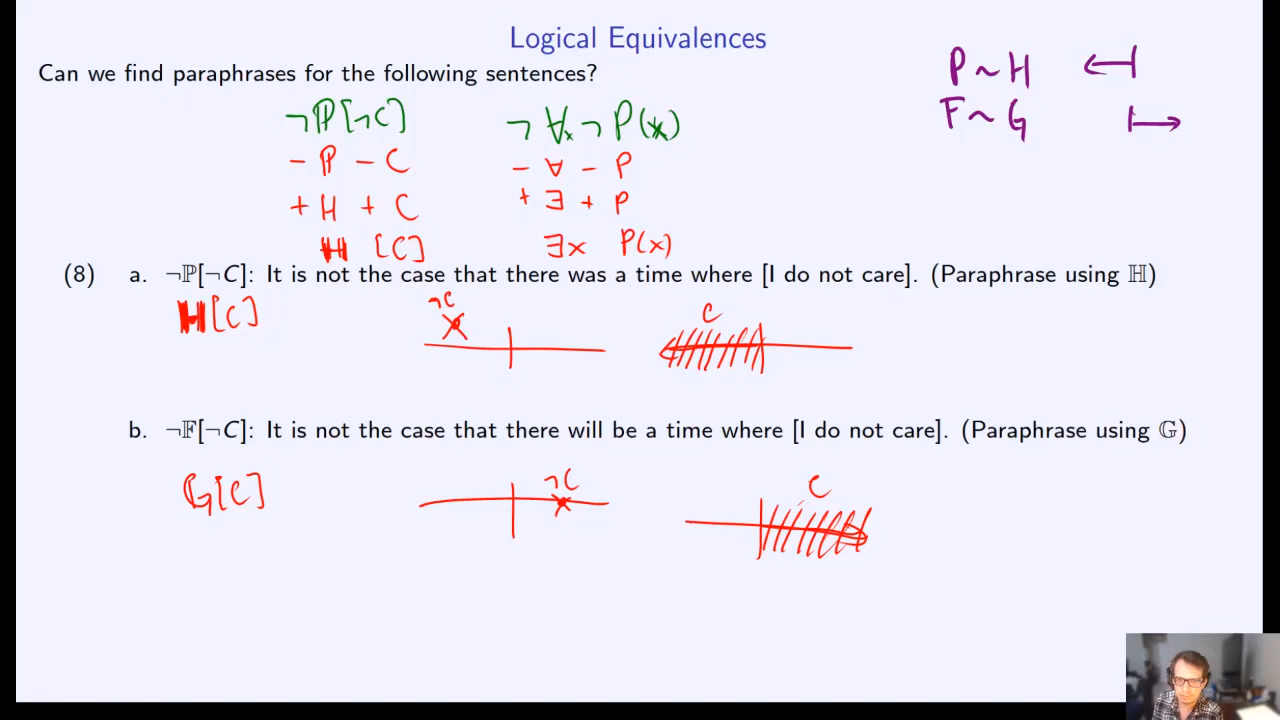 Logical Equivalences
Can we find paraphrases for the following sentences?
P ~ H
F ~ G
¬ℙ[¬C] ¬∀x¬P(x)
− ℙ − C − ∀ − P
+ H + C + ∃ + P
ℍ [C] ∃x P(x)
(8) a. ¬ℙ[¬C]: It is not the case that there was a time where [I do not care]. (Paraphrase using ℍ)
ℍ[C] ¬C C
b. ¬𝔽[¬C]: It is not the case that there will be a time where [I do not care]. (Paraphrase using 𝔾)
𝔾[C] ¬C C